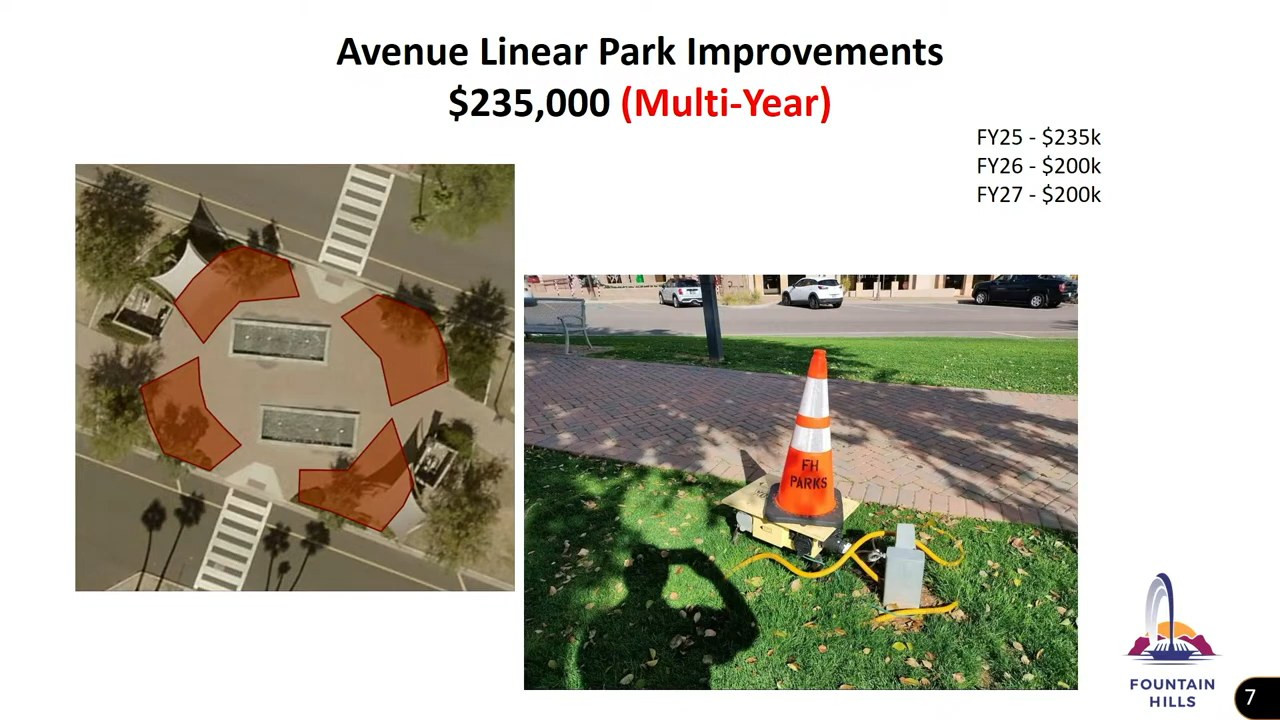 Avenue Linear Park Improvements
$235,000 (Multi-Year)
FY25 - $235k
FY26 - $200k
FY27 - $200k
FH
PARKS
FOUNTAIN
HILLS
7